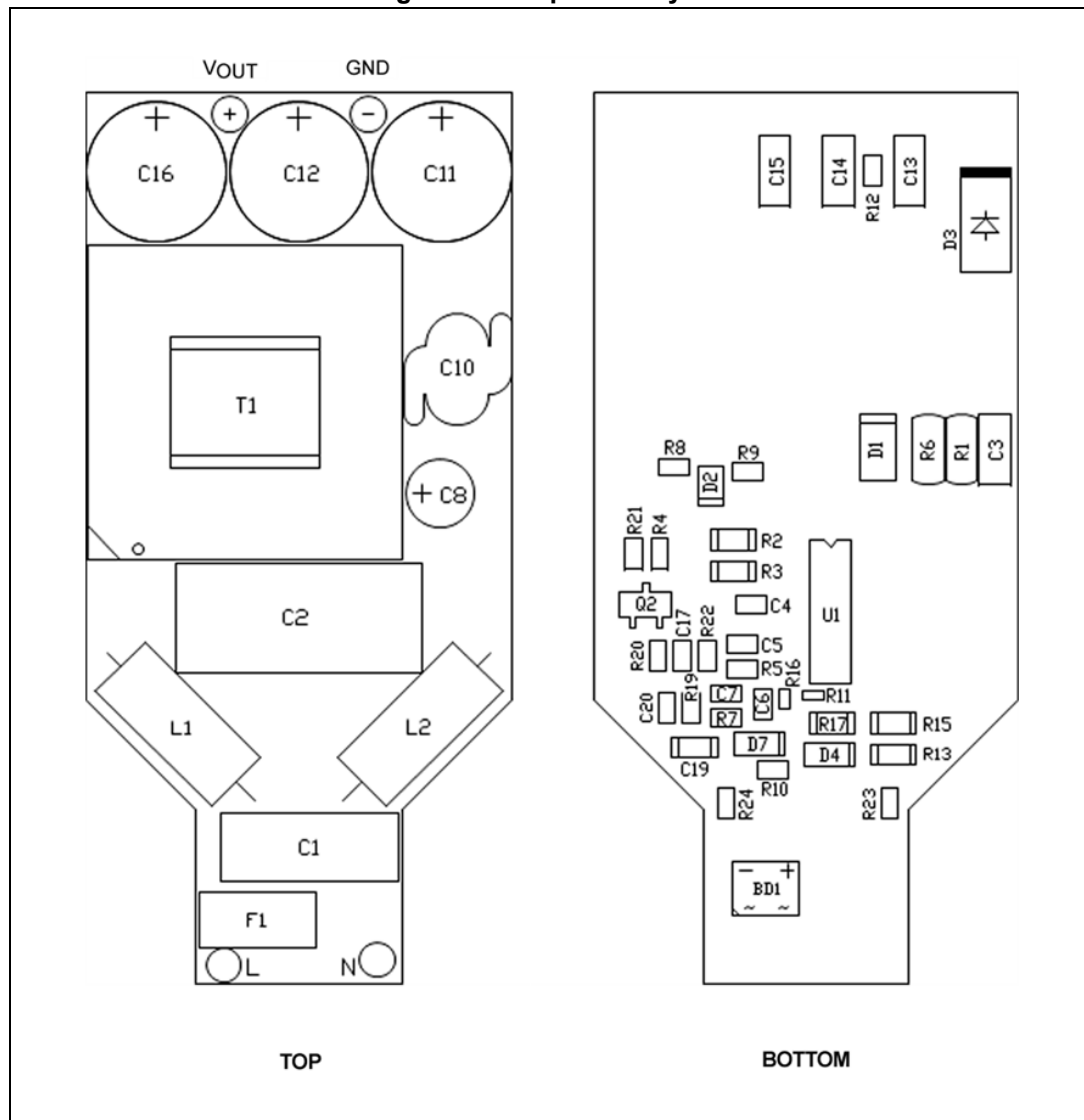 VOUT GND
+ −
+ + +
C16 C12 C11
C10
T1
+ C8
C2
L1 L2
C1
F1
L N
TOP
C15 C14 R12 C13
D3
R8 D2 R9 D1 R6 R1 C3
R21 R4 R2
R3
Q2 C4 U1
R20 C17 R22 C5
R5 R16
C20 R19 C7 C6 R11
R7 R17 R15
C19 D7 D4 R13
R10
R24 R23
− +
BD1
~ ~
BOTTOM